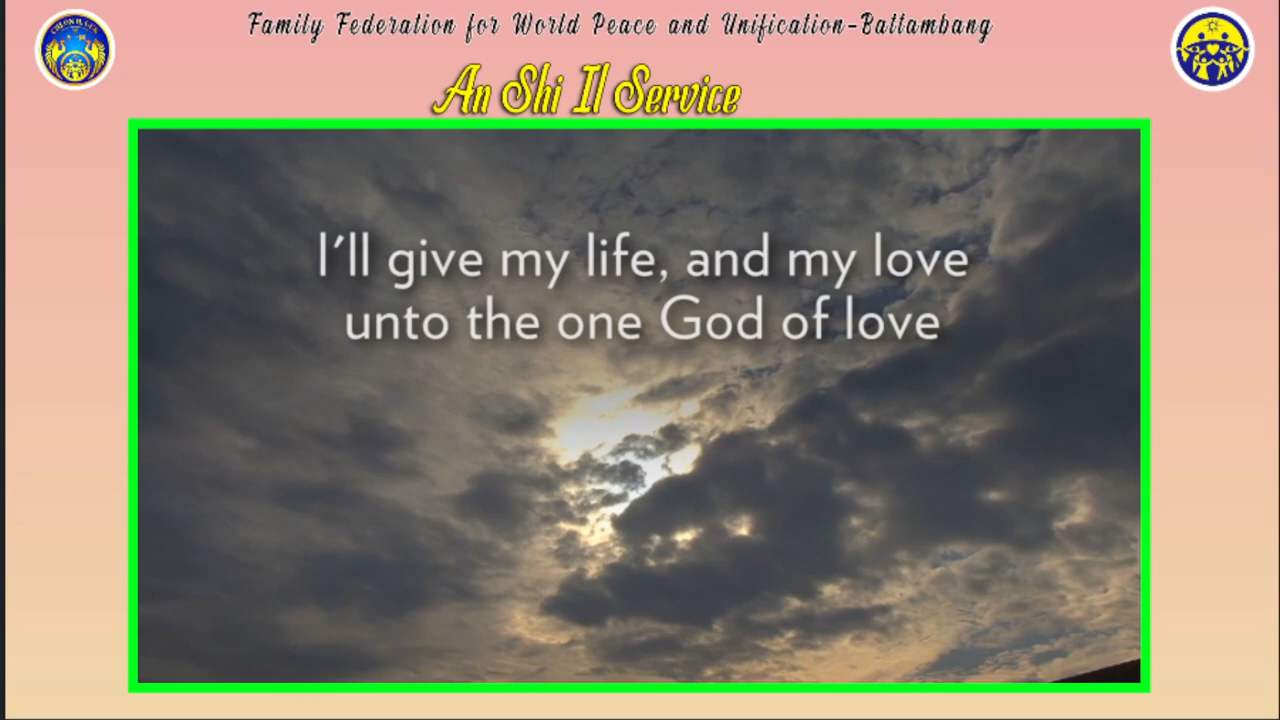 Family Federation for World Peace and Unification-Battambang
An Shi Il Service
I'll give my life, and my love
unto the one God of love